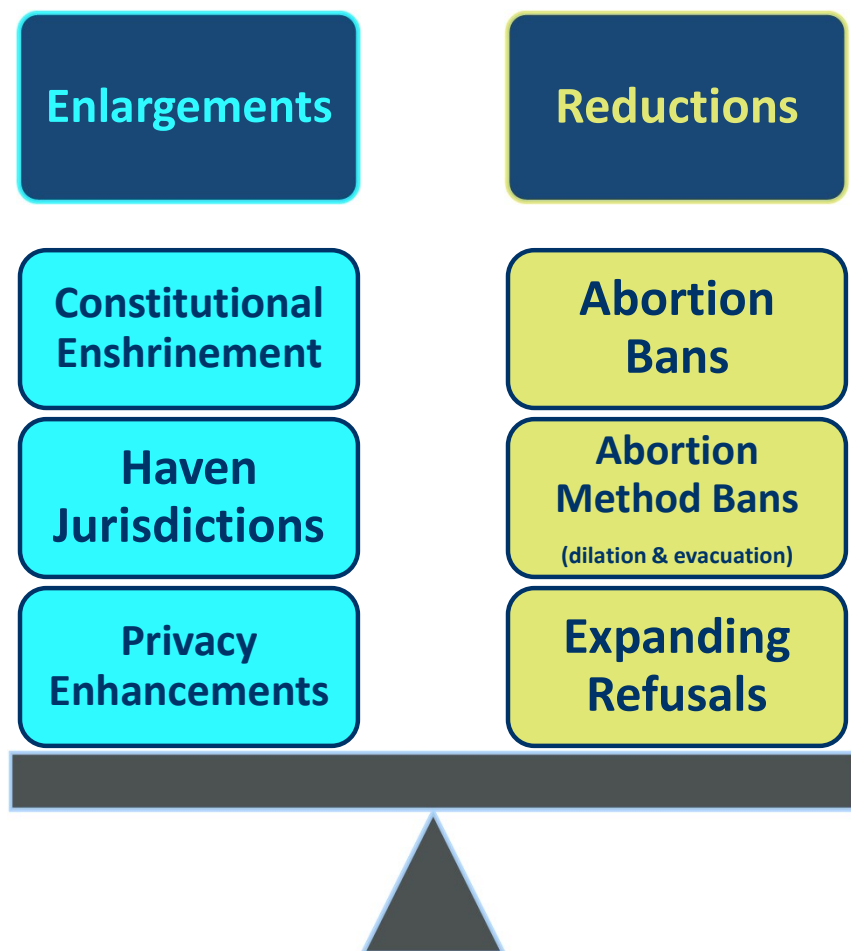 Enlargements
Reductions
Constitutional
Enshrinement
Abortion
Bans
Haven
Jurisdictions
Abortion
Method Bans
(dilation & evacuation)
Privacy
Enhancements
Expanding
Refusals